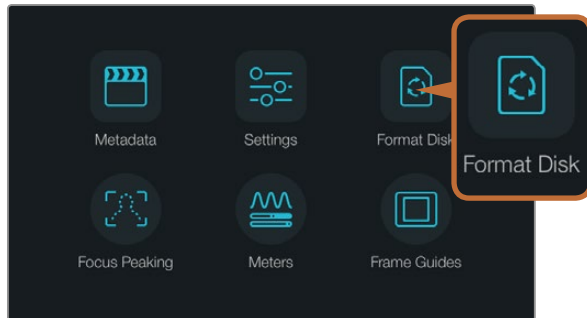 Metadata
Settings
Format Disk
Format Disk
Focus Peaking
Meters
Frame Guides